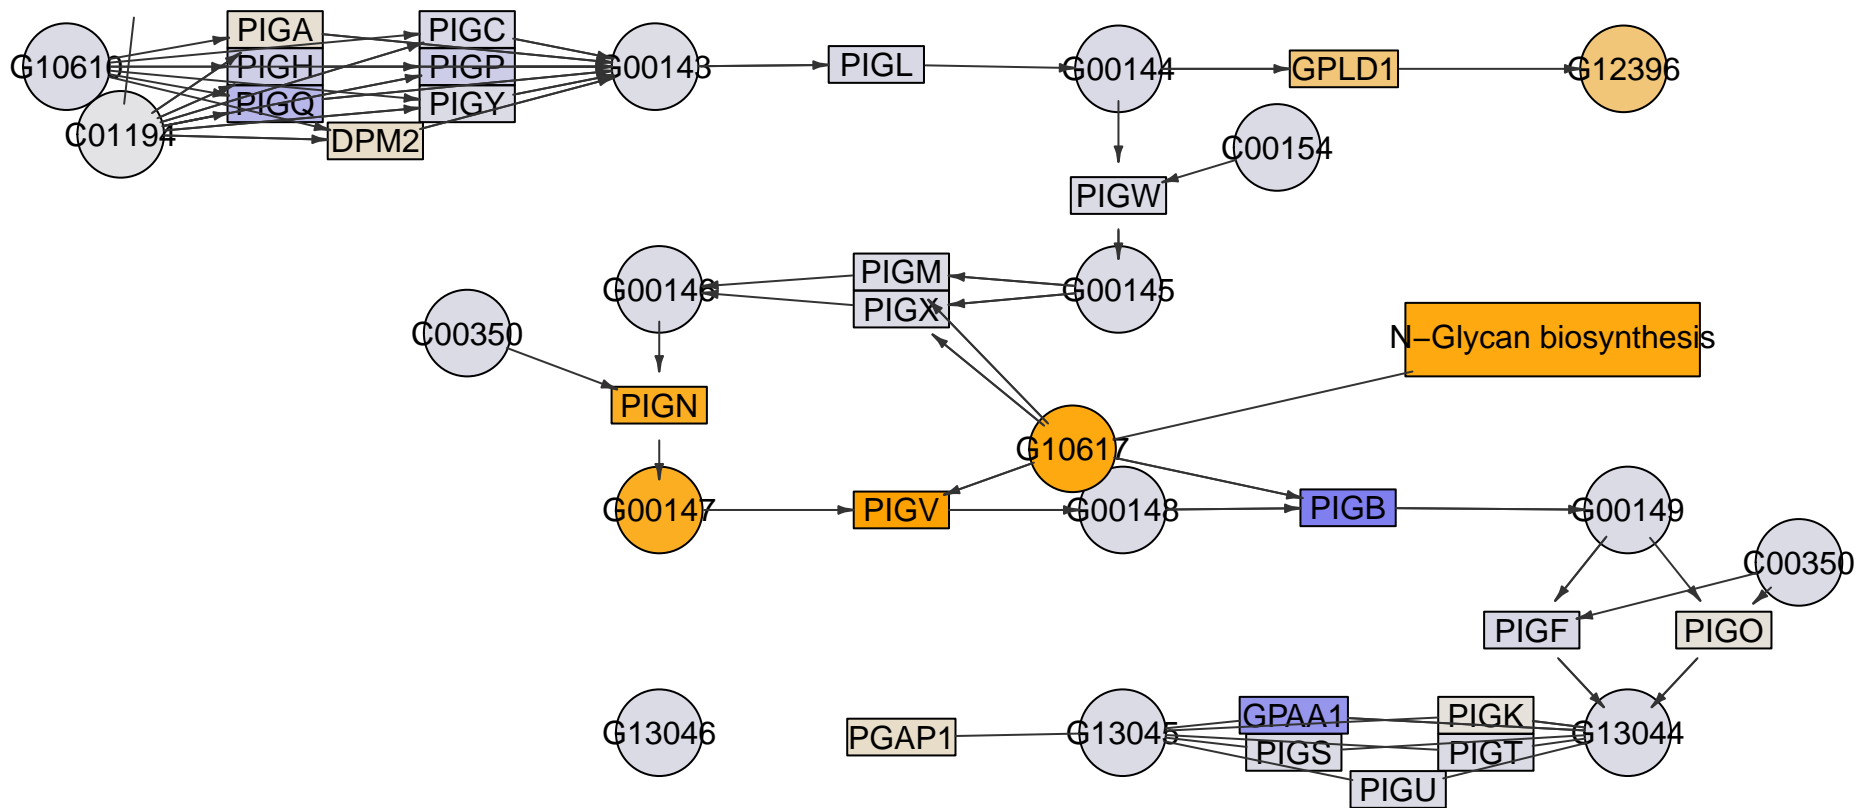 PIGA
PIGC
G10610
PIGH
PIGP
G00143
PIGL
G00144
GPLD1
G12396
PIGQ
PIGY
C01194
DPM2
C00154
PIGW
PIGM
G00146
G00145
PIGX
C00350
N−Glycan biosynthesis
PIGN
G10617
G00147
PIGV
G00148
PIGB
G00149
C00350
PIGF
PIGO
GPAA1
PIGK
G13046
PGAP1
G13045
G13044
PIGS
PIGT
PIGU